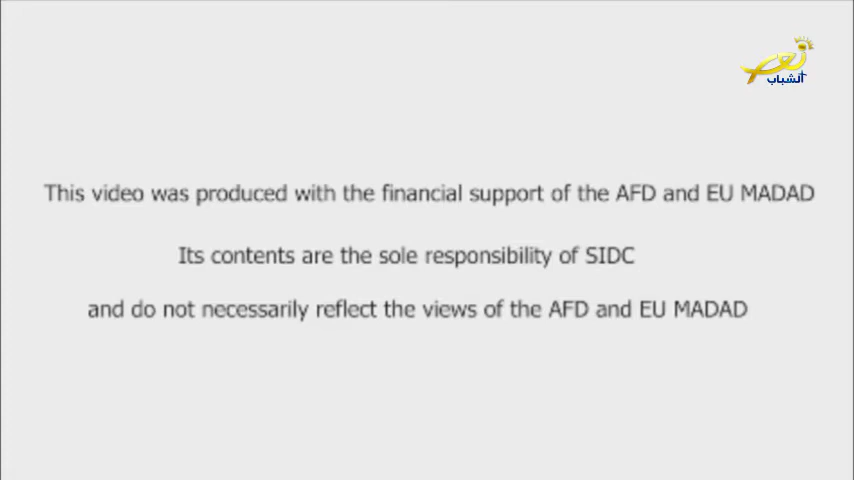 نور
الشباب
This video was produced with the financial support of the AFD and EU MADAD
Its contents are the sole responsibility of SIDC
and do not necessarily reflect the views of the AFD and EU MADAD